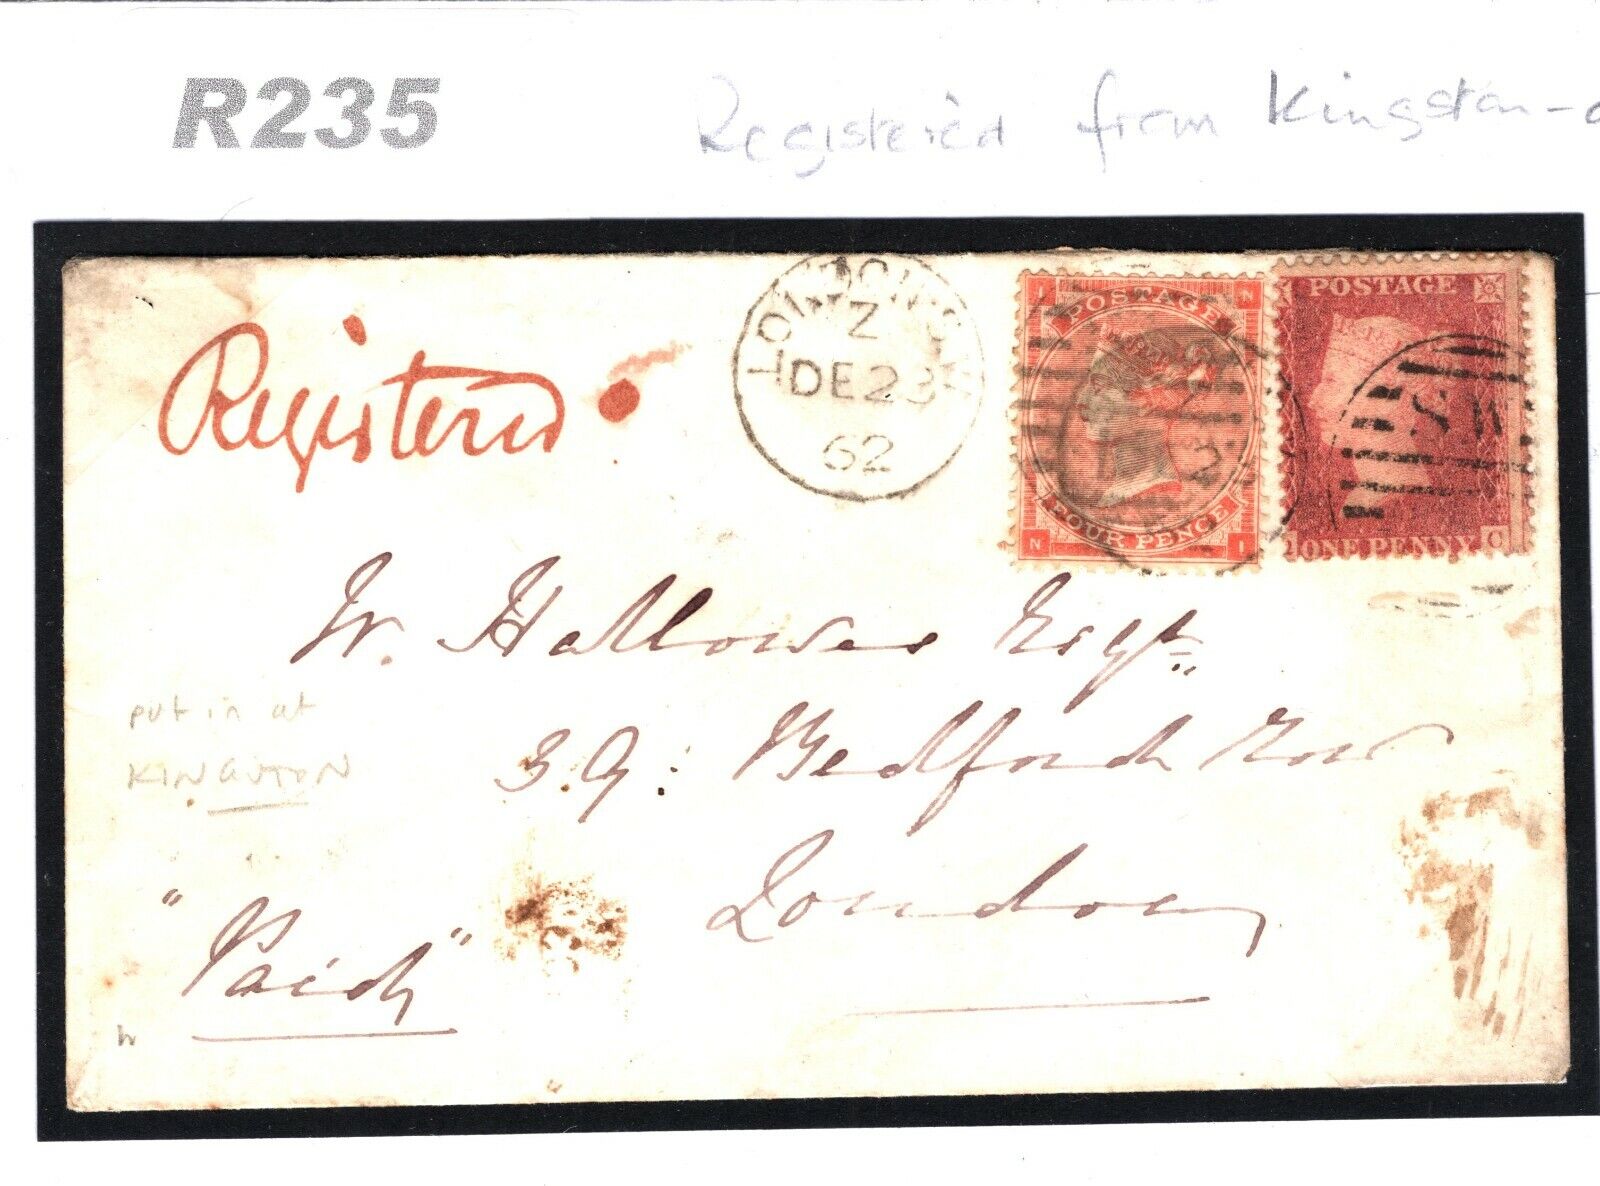 R235
Registered from Kingston-
Registered
LONDON S.W
Z
DE 23
62
POSTAGE
I N
FOUR PENCE
N I
POSTAGE
ONE PENNY
C
S.W.
W. Hallowes Esqr.
39. Bedford Row
London
put in at
KINGSTON
"Paid"